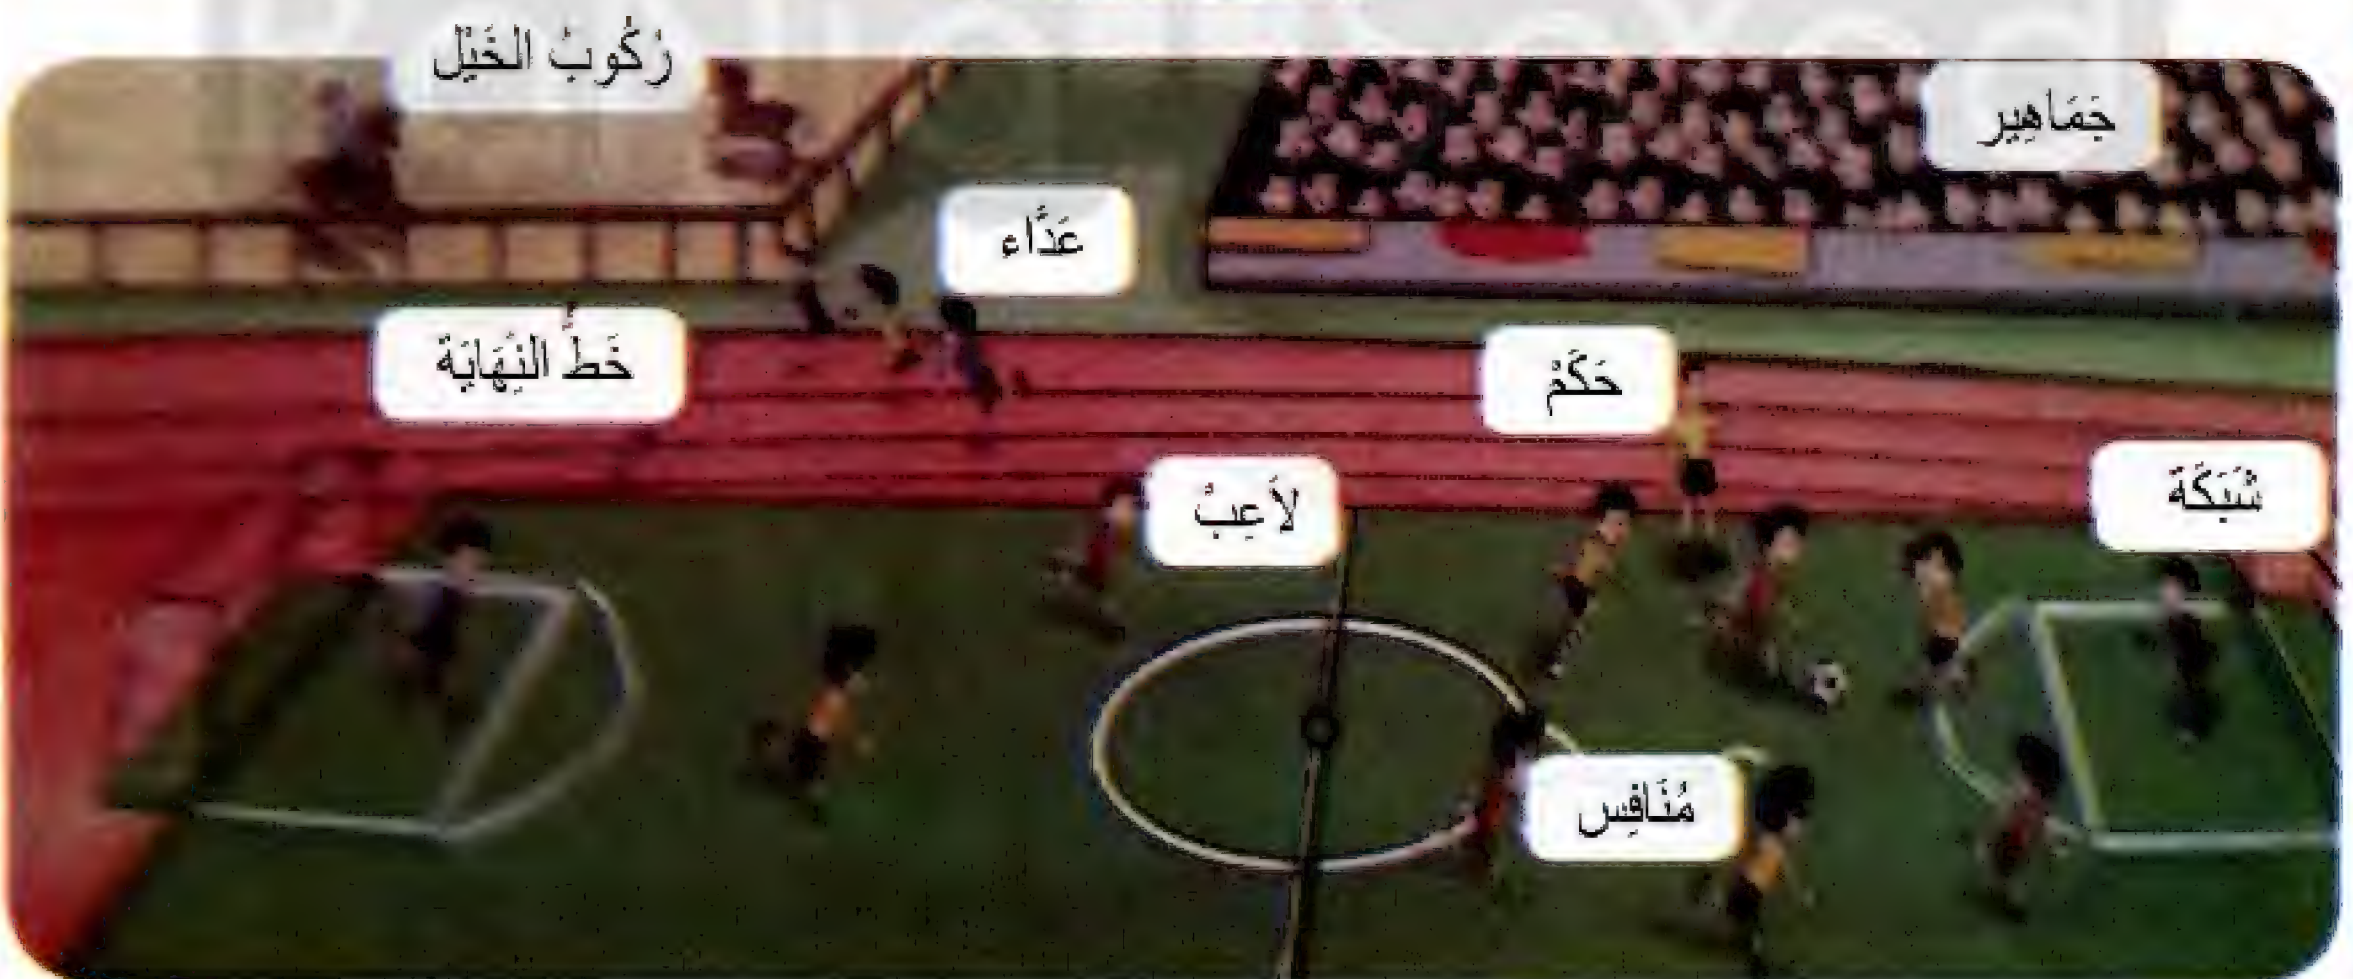 رُكُوبُ الخَيْل
جَمَاهِير
عَدَّاء
خَطُّ النِهَايَة
حَكَمْ
شَبَكَة
لاَعِبْ
مُنَافِس